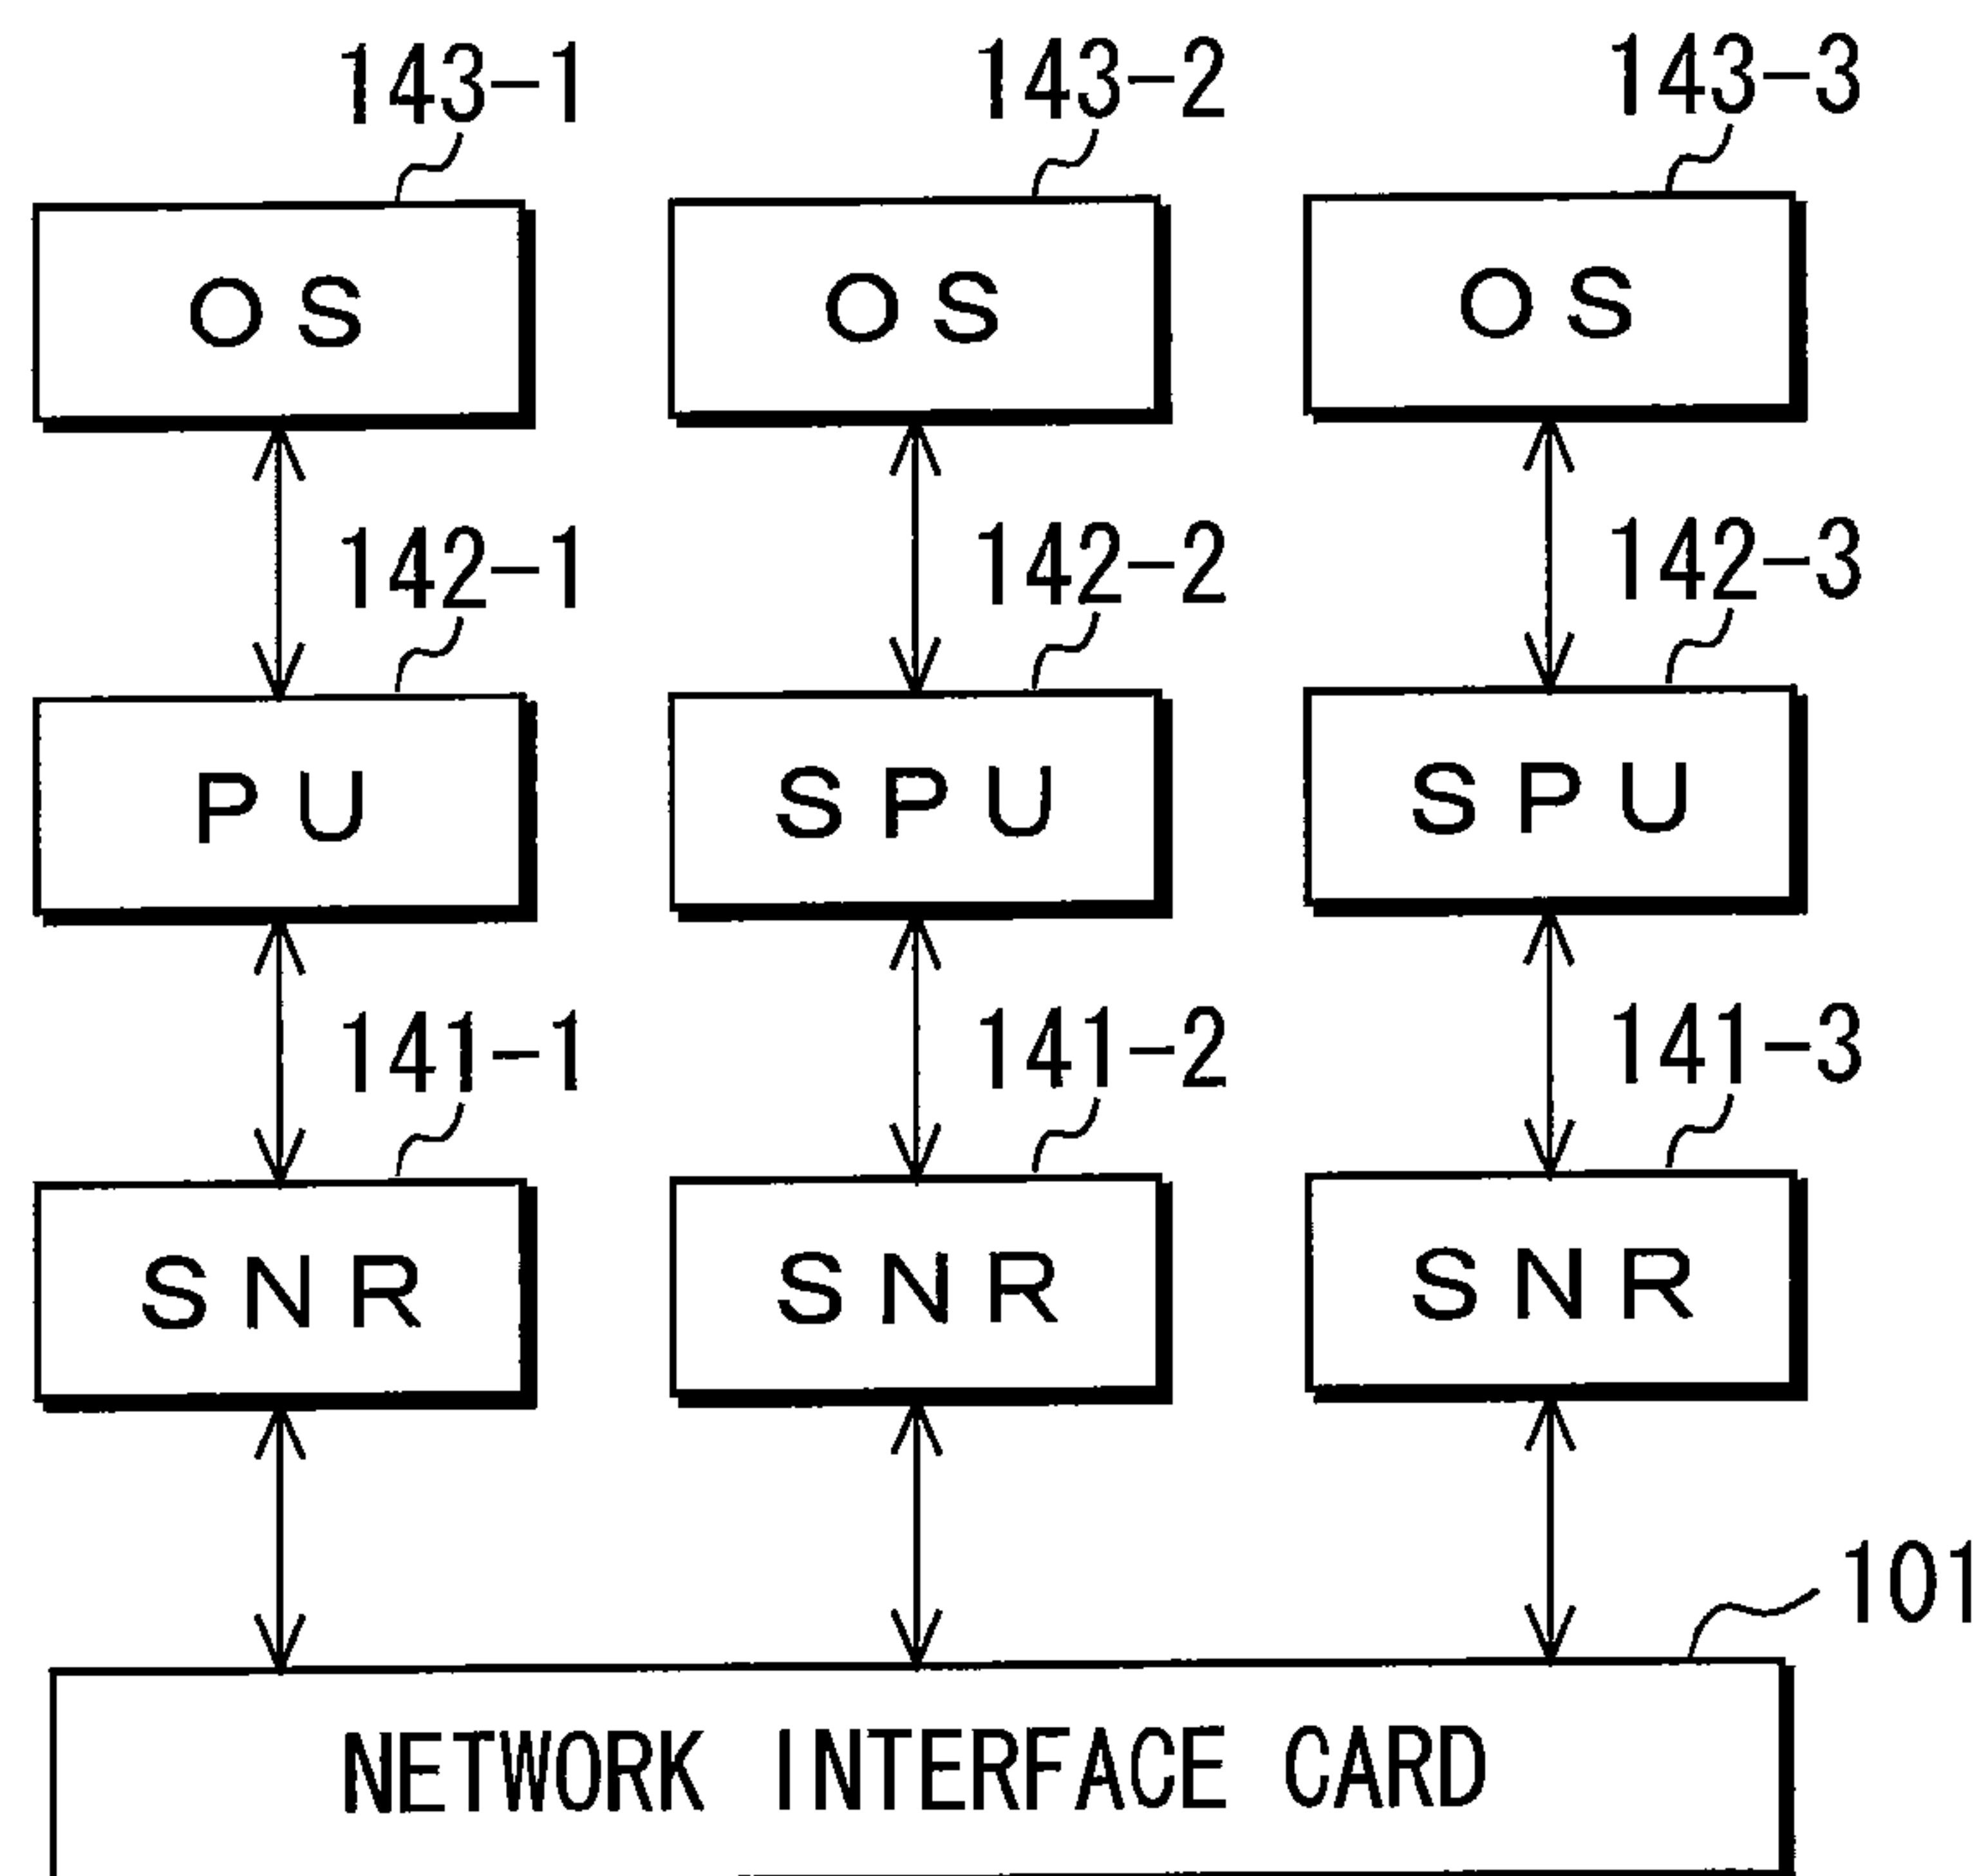 143-1 143-2 143-3
OS OS OS
142-1 142-2 142-3
PU SPU SPU
141-1 141-2 141-3
SNR SNR SNR
101
NETWORK INTERFACE CARD